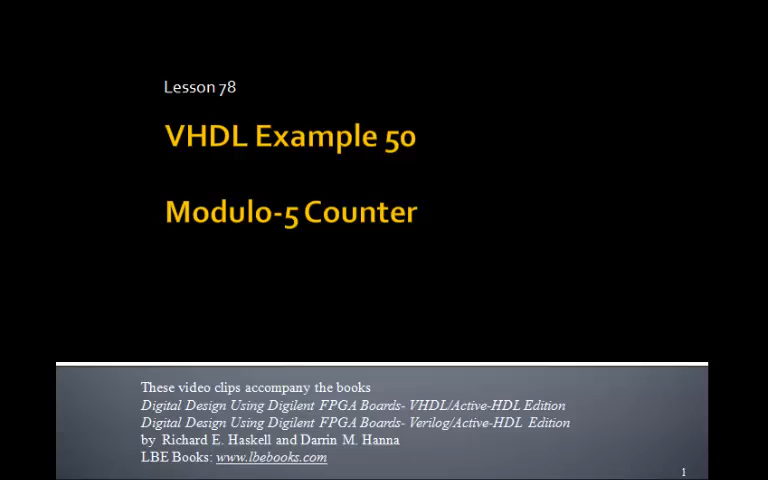 Lesson 78
VHDL Example 50
Modulo-5 Counter
These video clips accompany the books
Digital Design Using Digilent FPGA Boards- VHDL/Active-HDL Edition
Digital Design Using Digilent FPGA Boards- Verilog/Active-HDL Edition
by Richard E. Haskell and Darrin M. Hanna
LBE Books: www.lbebooks.com
1